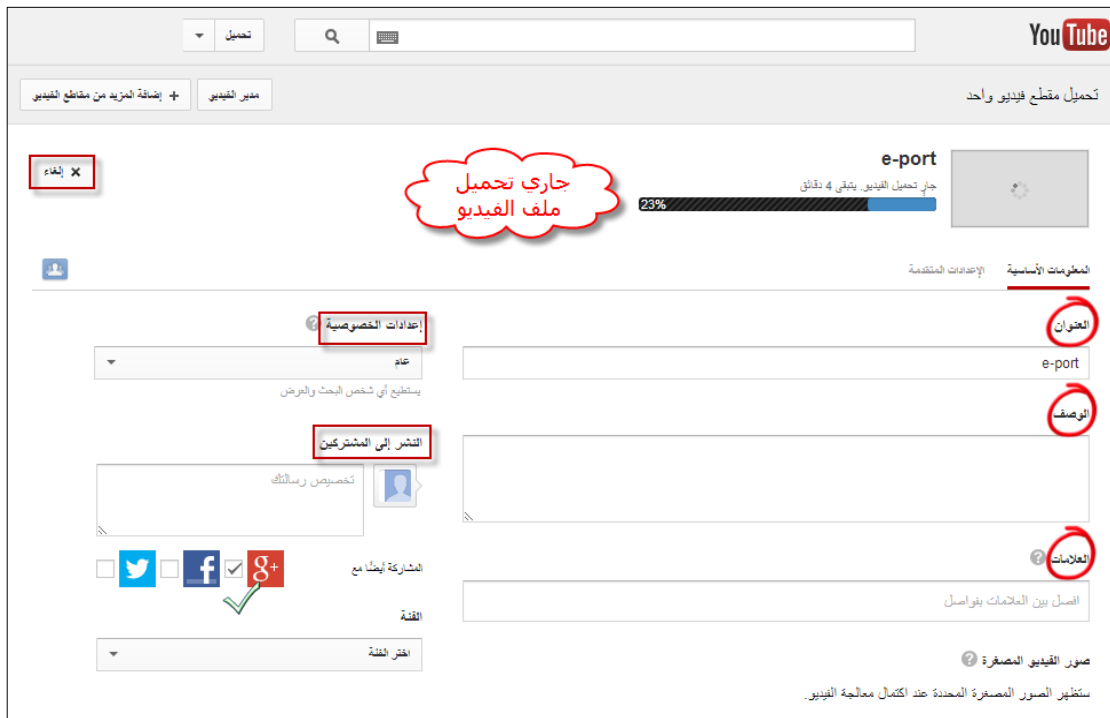 YouTube
تحميل
تحميل مقطع فيديو واحد
مدير الفيديو
+ إضافة المزيد من مقاطع الفيديو
e-port
جارٍ تحميل الفيديو. يتبقى 4 دقائق
23%
جاري تحميل
ملف الفيديو
× إلغاء
المعلومات الأساسية
الإعدادات المتقدمة
العنوان
e-port
الوصف
العلامات ?
افصل بين العلامات بفواصل
صور الفيديو المصغرة ?
ستظهر الصور المصغرة المحددة عند اكتمال معالجة الفيديو.
إعدادات الخصوصية ?
عام
يستطيع أي شخص البحث والعرض
النشر إلى المشتركين
تخصيص رسالتك
المشاركة أيضًا مع
g+ f
الفئة
اختر الفئة